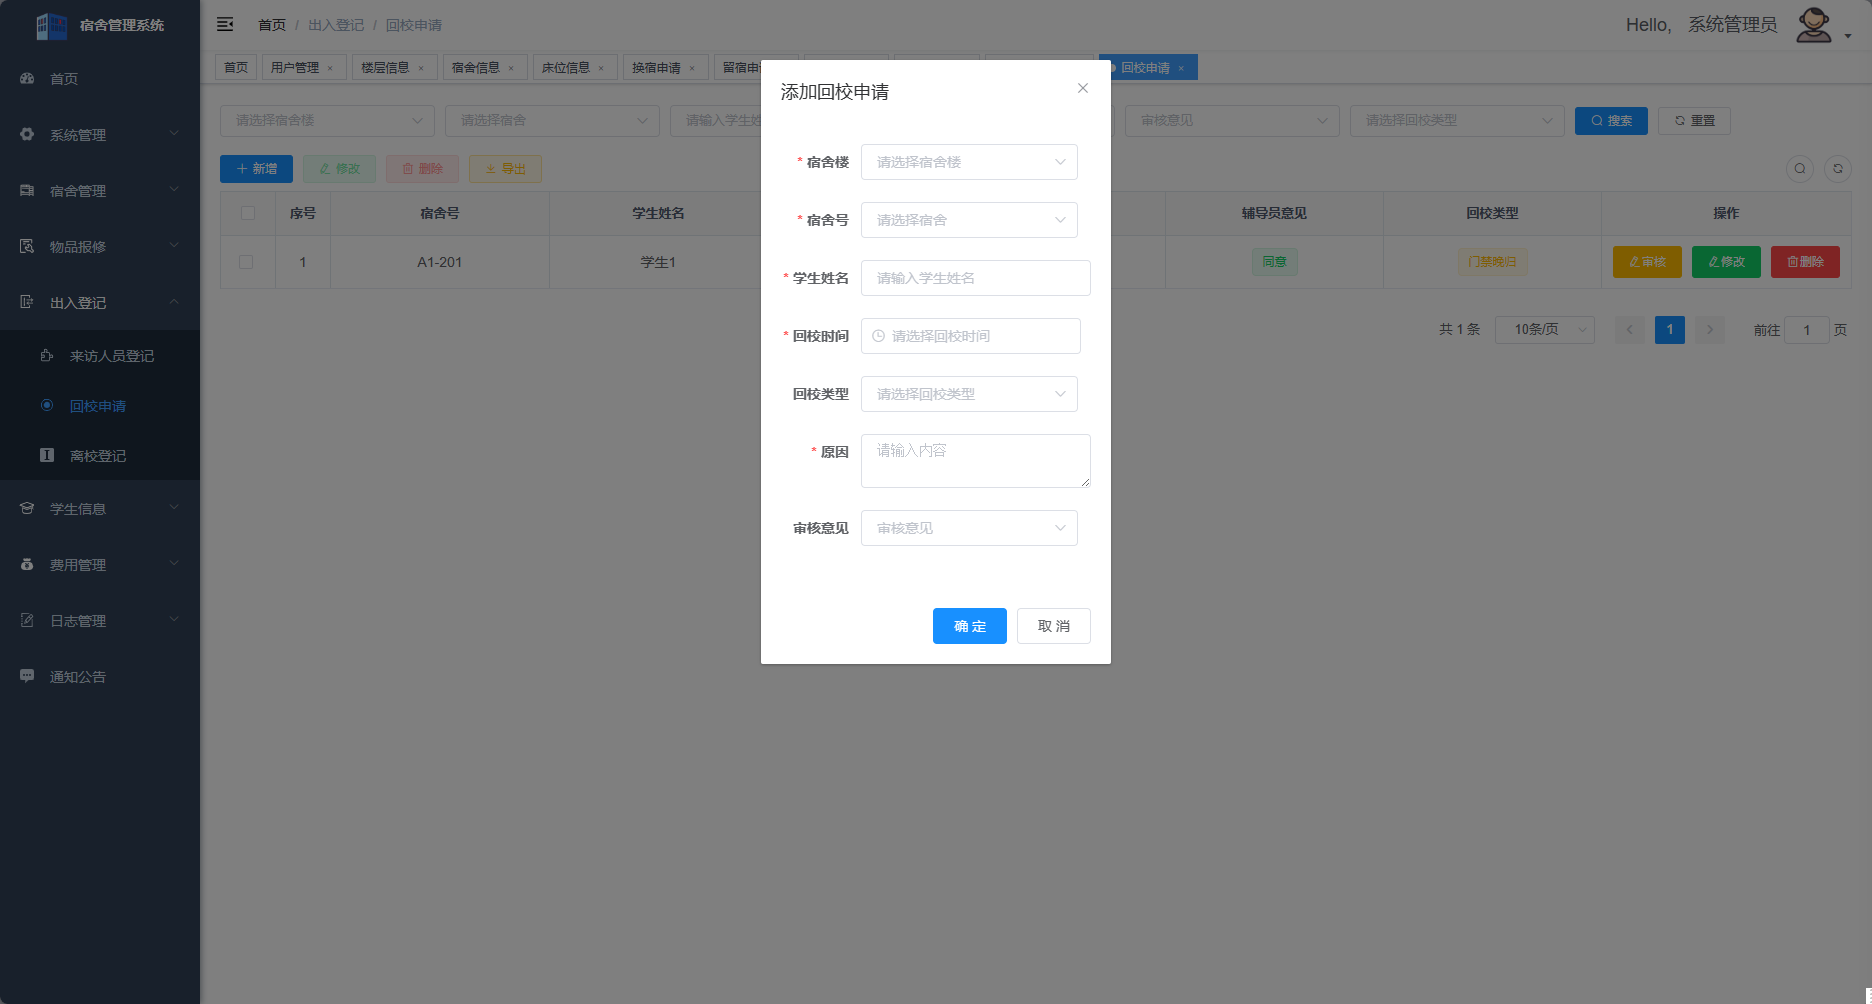 宿舍管理系统
首页 / 出入登记 / 回校申请
Hello, 系统管理员
首页
用户管理 ×
楼层信息 ×
宿舍信息 ×
床位信息 ×
换宿申请 ×
留宿申
回校申请 ×
首页
系统管理
宿舍管理
物品报修
出入登记
来访人员登记
回校申请
离校登记
学生信息
费用管理
日志管理
通知公告
请选择宿舍楼
请选择宿舍
请输入学生姓
审核意见
请选择回校类型
搜索
重置
新增
修改
删除
导出
序号 宿舍号 学生姓名 辅导员意见 回校类型 操作
1 A1-201 学生1 同意 门禁晚归 审核 修改 删除
共 1 条 10条/页 1 前往 1 页
添加回校申请
* 宿舍楼 请选择宿舍楼
* 宿舍号 请选择宿舍
* 学生姓名 请输入学生姓名
* 回校时间 请选择回校时间
回校类型 请选择回校类型
* 原因 请输入内容
审核意见 审核意见
确 定 取 消